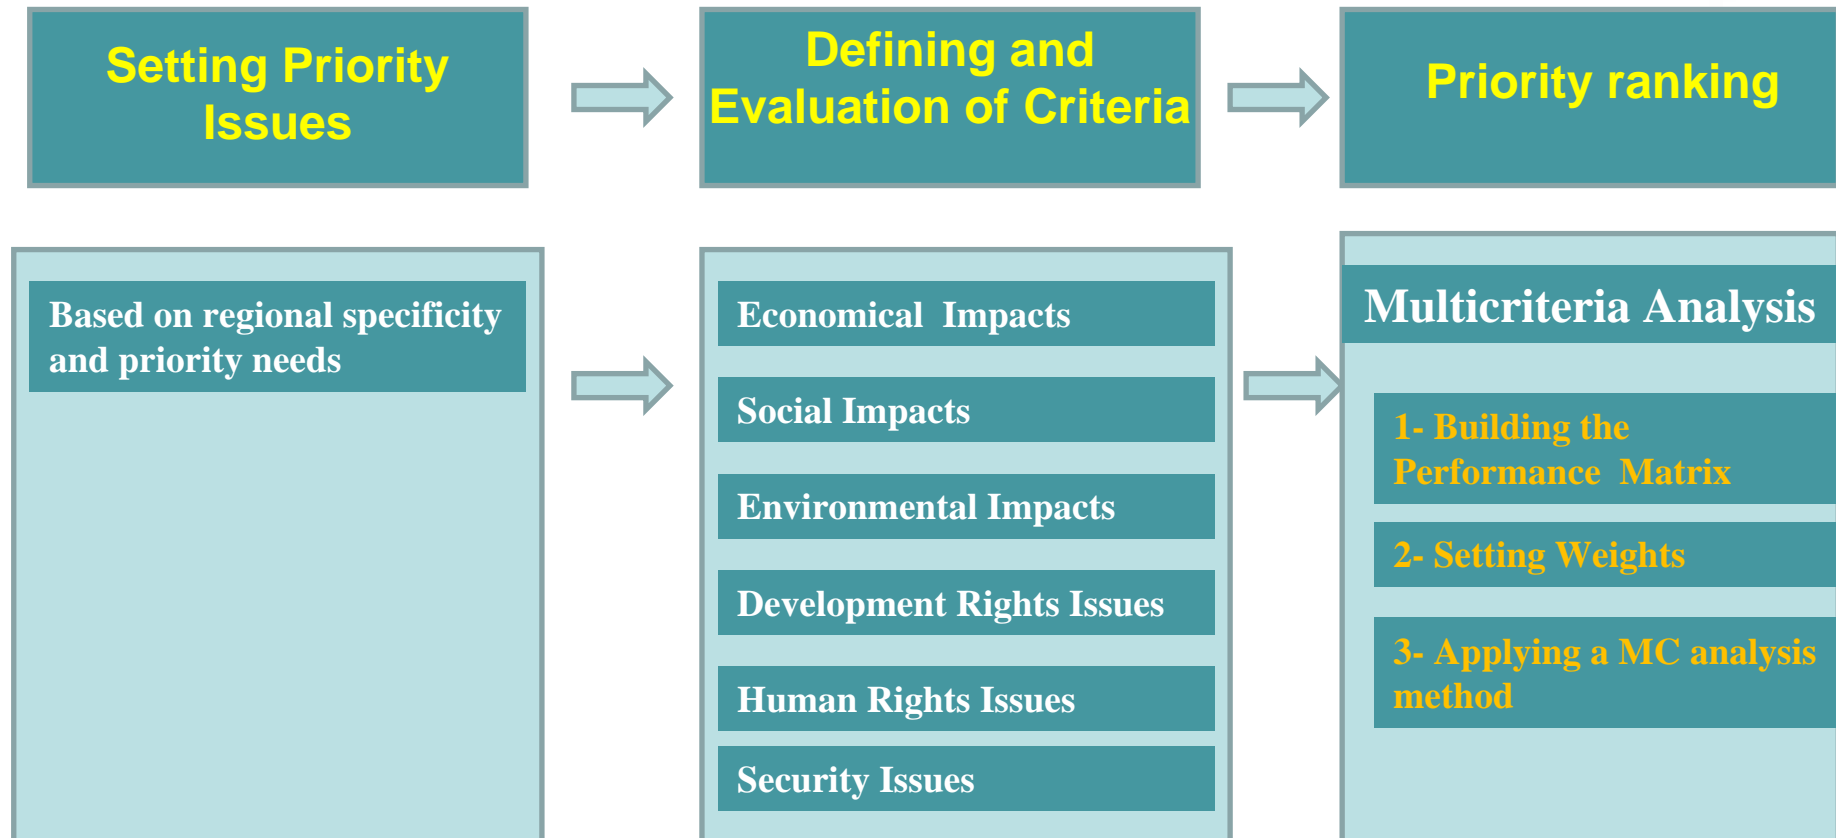 Setting Priority
Issues
Defining and
Evaluation of Criteria
Priority ranking
Based on regional specificity
and priority needs
Economical  Impacts
Social Impacts
Environmental Impacts
Development Rights Issues
Human Rights Issues
Security Issues
Multicriteria Analysis
1- Building the
Performance  Matrix
2- Setting Weights
3- Applying a MC analysis
method